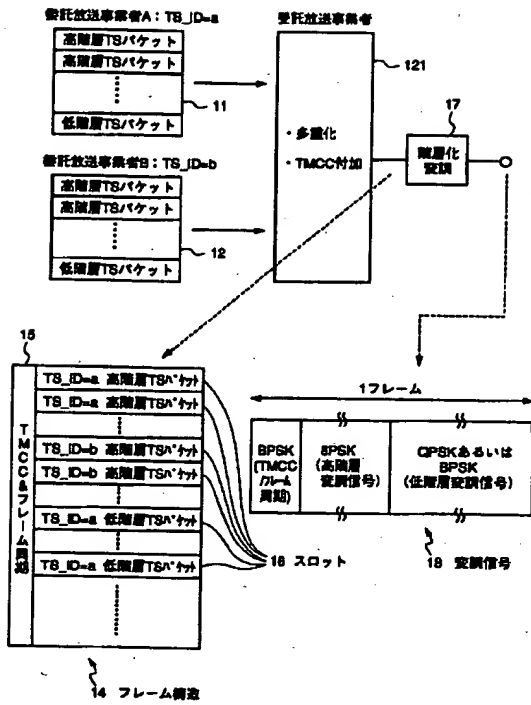 委託放送事業者A:TS_ID=a
高階層TSパケット
高階層TSパケット
低階層TSパケット
11
委託放送事業者B:TS_ID=b
高階層TSパケット
高階層TSパケット
低階層TSパケット
12
受託放送事業者
121
・多重化
・TMCC付加
17
階層化
変調
15
TMCC&フレーム同期
TS_ID=a 高階層TSパケット
TS_ID=a 高階層TSパケット
TS_ID=b 高階層TSパケット
TS_ID=b 高階層TSパケット
TS_ID=a 低階層TSパケット
TS_ID=a 低階層TSパケット
16 スロット
14 フレーム構造
1フレーム
BPSK
(TMCC
/フレーム
同期)
8PSK
(高階層
変調信号)
QPSKあるいは
BPSK
(低階層変調信号)
18 変調信号